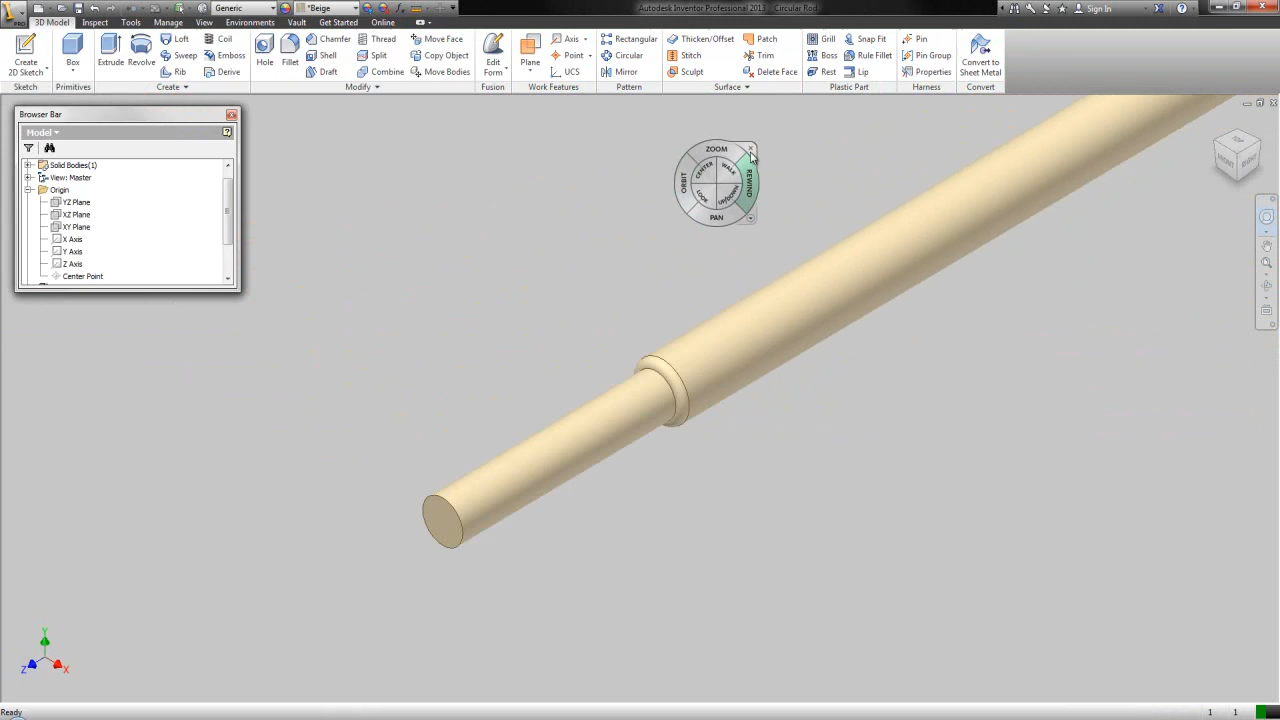 PRO
Generic
*Beige
Autodesk Inventor Professional 2013
Circular Rod
Sign In
3D Model
Inspect
Tools
Manage
View
Environments
Vault
Get Started
Online
Create
2D Sketch
Box
Extrude
Revolve
Loft
Sweep
Rib
Coil
Emboss
Derive
Hole
Fillet
Chamfer
Shell
Draft
Thread
Split
Combine
Move Face
Copy Object
Move Bodies
Edit
Form
Plane
Axis
Point
UCS
Rectangular
Circular
Mirror
Thicken/Offset
Stitch
Sculpt
Patch
Trim
Delete Face
Grill
Boss
Rest
Snap Fit
Rule Fillet
Lip
Pin
Pin Group
Properties
Convert to
Sheet Metal
Sketch
Primitives
Create
Modify
Fusion
Work Features
Pattern
Surface
Plastic Part
Harness
Convert
Browser Bar
Model
Solid Bodies(1)
View: Master
Origin
YZ Plane
XZ Plane
XY Plane
X Axis
Y Axis
Z Axis
Center Point
ZOOM
ORBIT
CENTER
WALK
REWIND
LOOK
UP/DOWN
PAN
FRONT
RIGHT
Y
Z
X
Ready
1
1